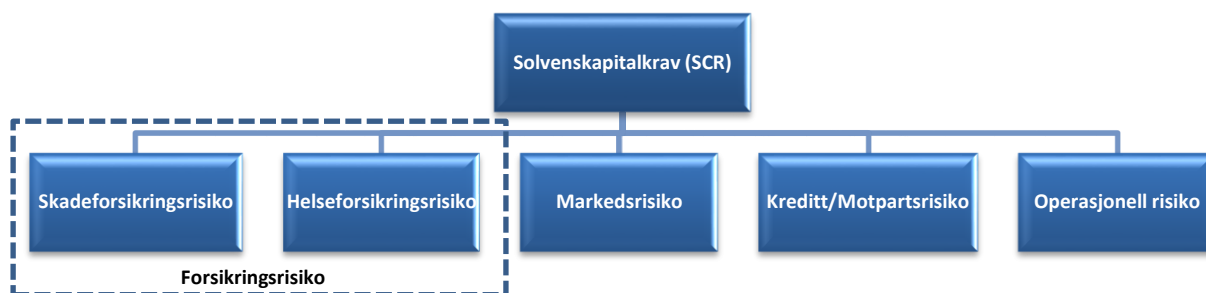 Solvenskapitalkrav (SCR)
Skadeforsikringsrisiko
Helseforsikringsrisiko
Markedsrisiko
Kreditt/Motpartsrisiko
Operasjonell risiko
Forsikringsrisiko